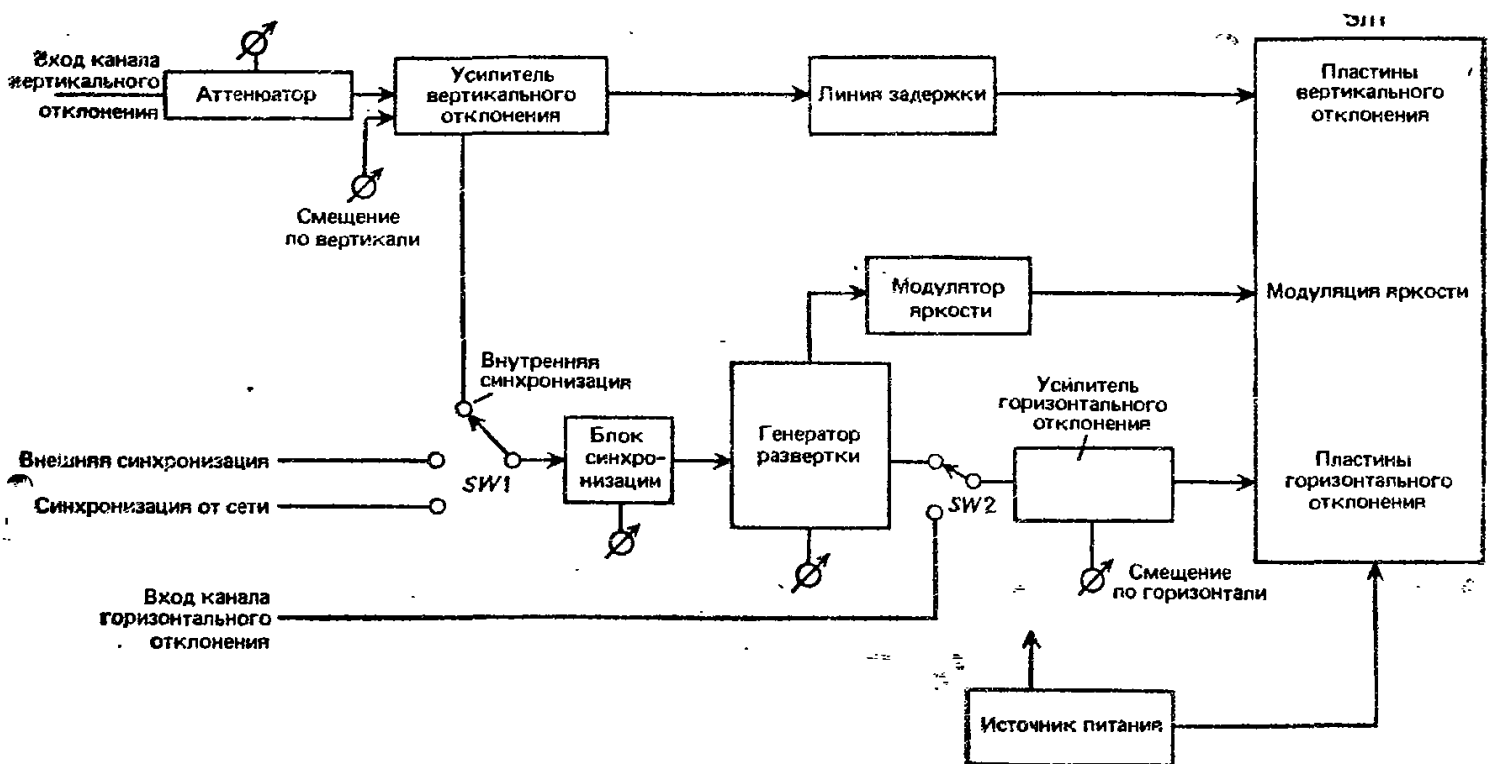 Вход канала
вертикального
отклонения
Аттенюатор
Усилитель
вертикального
отклонения
Линия задержки
ЭЛТ
Пластины
вертикального
отклонения
Смещение
по вертикали
Модулятор
яркости
Модуляция яркости
Внутренняя
синхронизация
Усилитель
горизонтального
отклонения
Внешняя синхронизация
Синхронизация от сети
SW1
Блок
синхро-
низации
Генератор
развертки
SW2
Пластины
горизонтального
отклонения
Смещение
по горизонтали
Вход канала
горизонтального
отклонения
Источник питания